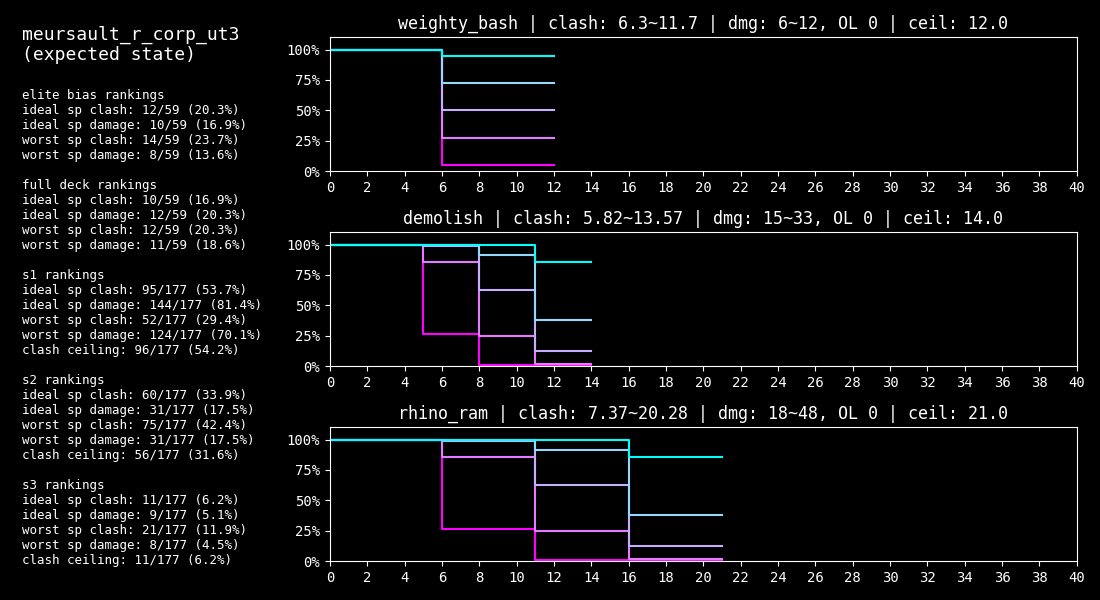 meursault_r_corp_ut3
(expected state)
elite bias rankings
ideal sp clash: 12/59 (20.3%)
ideal sp damage: 10/59 (16.9%)
worst sp clash: 14/59 (23.7%)
worst sp damage: 8/59 (13.6%)
full deck rankings
ideal sp clash: 10/59 (16.9%)
ideal sp damage: 12/59 (20.3%)
worst sp clash: 12/59 (20.3%)
worst sp damage: 11/59 (18.6%)
s1 rankings
ideal sp clash: 95/177 (53.7%)
ideal sp damage: 144/177 (81.4%)
worst sp clash: 52/177 (29.4%)
worst sp damage: 124/177 (70.1%)
clash ceiling: 96/177 (54.2%)
s2 rankings
ideal sp clash: 60/177 (33.9%)
ideal sp damage: 31/177 (17.5%)
worst sp clash: 75/177 (42.4%)
worst sp damage: 31/177 (17.5%)
clash ceiling: 56/177 (31.6%)
s3 rankings
ideal sp clash: 11/177 (6.2%)
ideal sp damage: 9/177 (5.1%)
worst sp clash: 21/177 (11.9%)
worst sp damage: 8/177 (4.5%)
clash ceiling: 11/177 (6.2%)
weighty_bash | clash: 6.3~11.7 | dmg: 6~12, OL 0 | ceil: 12.0
100%
75%
50%
25%
0%
0 2 4 6 8 10 12 14 16 18 20 22 24 26 28 30 32 34 36 38 40
demolish | clash: 5.82~13.57 | dmg: 15~33, OL 0 | ceil: 14.0
100%
75%
50%
25%
0%
0 2 4 6 8 10 12 14 16 18 20 22 24 26 28 30 32 34 36 38 40
rhino_ram | clash: 7.37~20.28 | dmg: 18~48, OL 0 | ceil: 21.0
100%
75%
50%
25%
0%
0 2 4 6 8 10 12 14 16 18 20 22 24 26 28 30 32 34 36 38 40